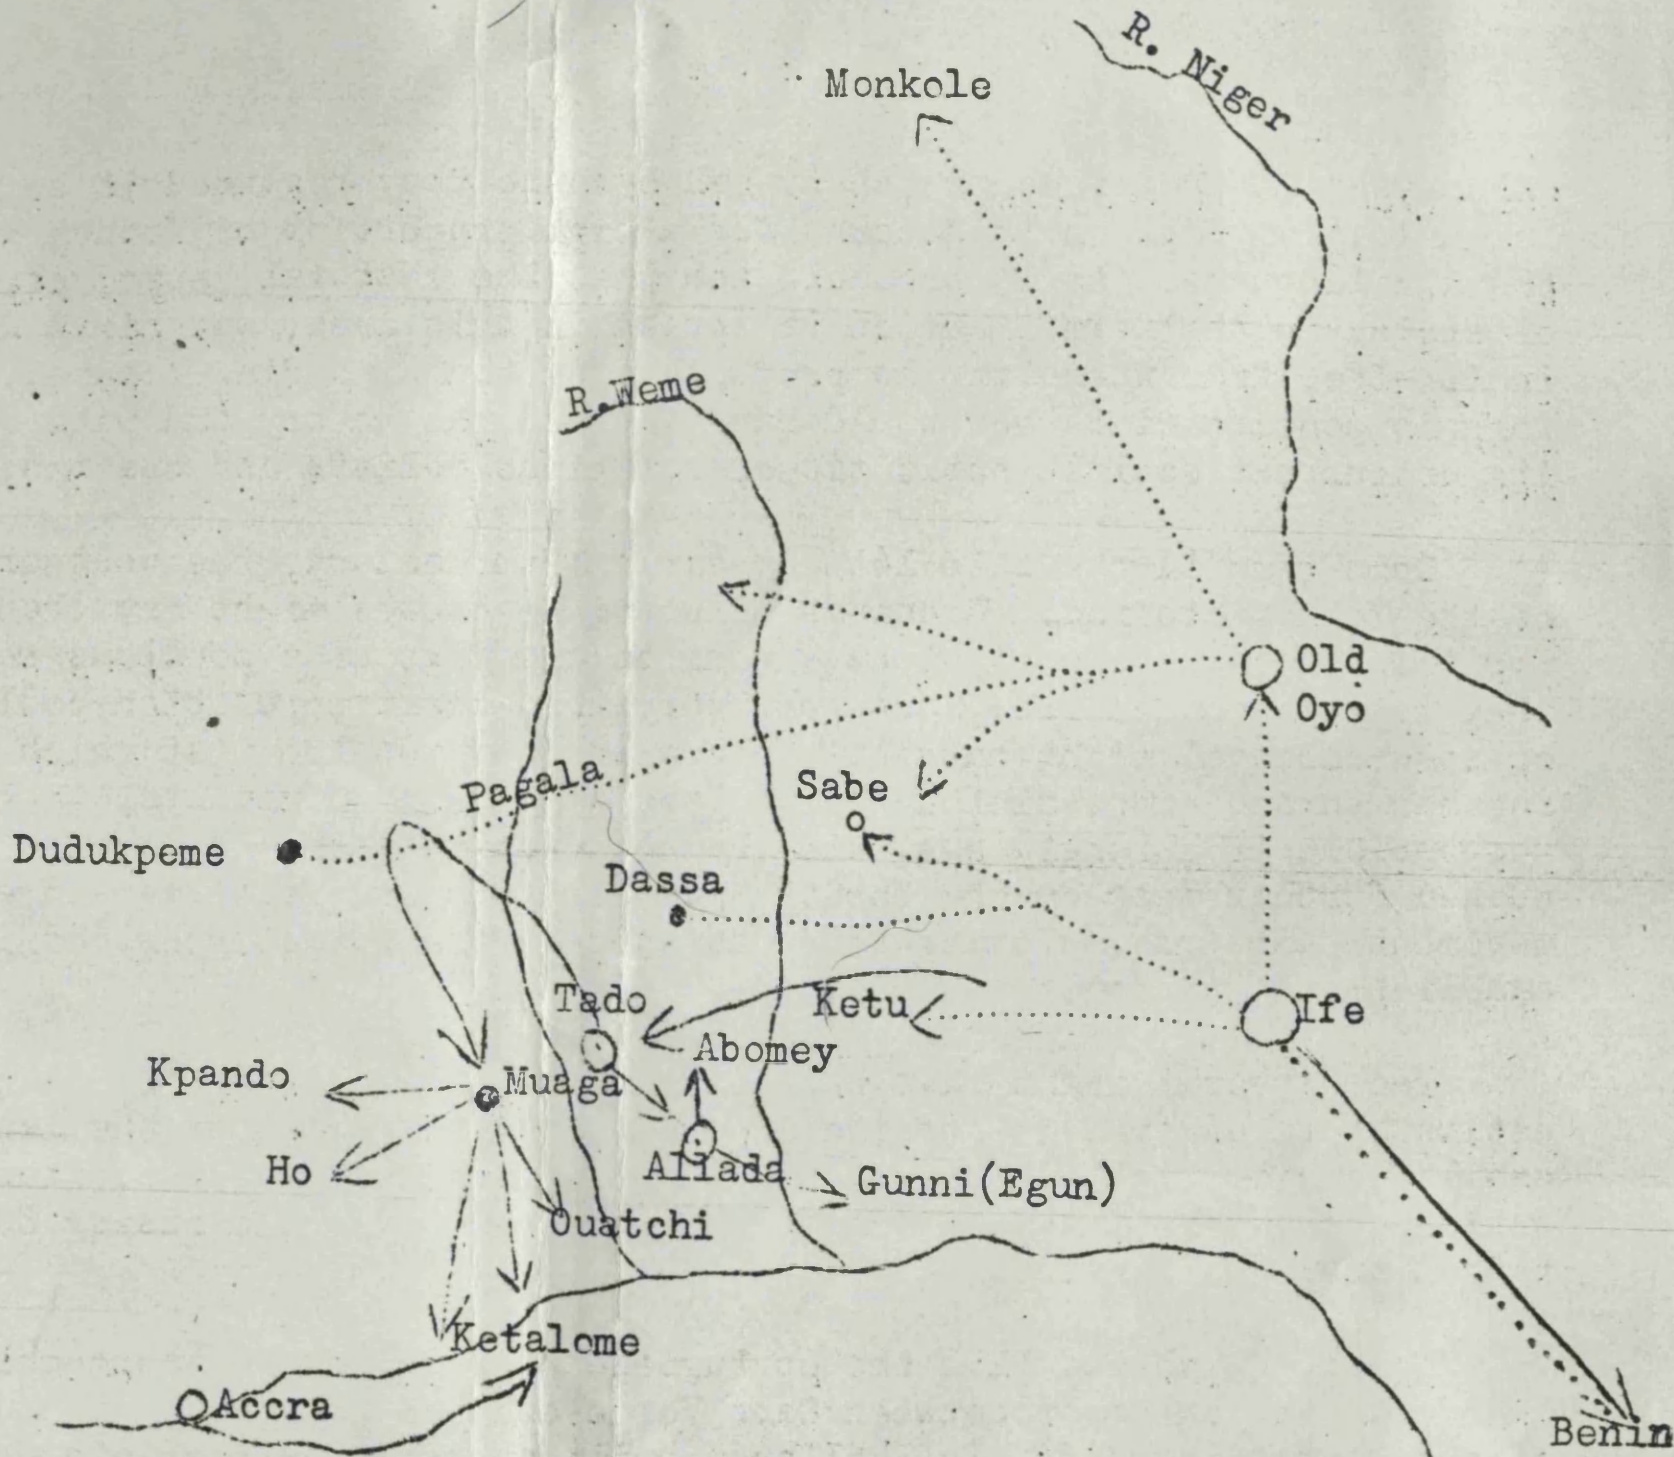 R. Niger
Monkole
R.Weme
Old
Oyo
Pagala
Sabe
Dudukpeme
Dassa
Tado
Ketu
Ife
Abomey
Kpando
Muaga
Ho
Allada
Gunni(Egun)
Ouatchi
Ketalome
Accra
Benin